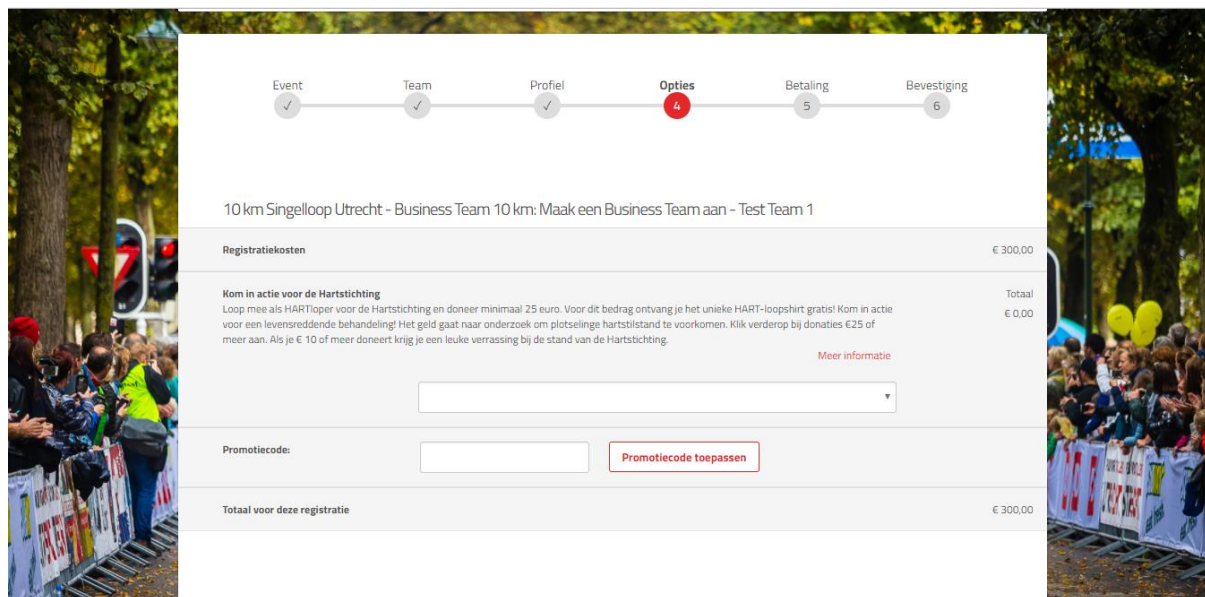 Event Team Profiel Opties Betaling Bevestiging
✓ ✓ ✓ 4 5 6
10 km Singelloop Utrecht - Business Team 10 km: Maak een Business Team aan - Test Team 1
Registratiekosten € 300,00
Kom in actie voor de Hartstichting Totaal
Loop mee als HARTloper voor de Hartstichting en doneer minimaal 25 euro. Voor dit bedrag ontvang je het unieke HART-loopshirt gratis! Kom in actie € 0,00
voor een levensreddende behandeling! Het geld gaat naar onderzoek om plotselinge hartstilstand te voorkomen. Klik verderop bij donaties €25 of
meer aan. Als je € 10 of meer doneert krijg je een leuke verrassing bij de stand van de Hartstichting.
Meer informatie
Promotiecode: Promotiecode toepassen
Totaal voor deze registratie € 300,00